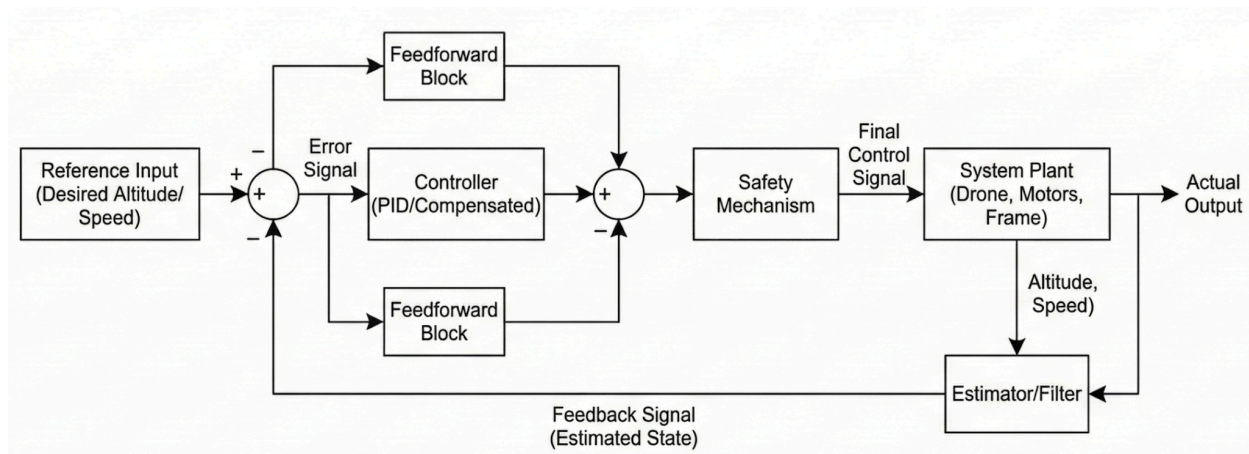 Feedforward
Block
Reference Input
(Desired Altitude/
Speed)
+
−
+
−
Error
Signal
Controller
(PID/Compensated)
+
−
Safety
Mechanism
Final
Control
Signal
System Plant
(Drone, Motors,
Frame)
Actual
Output
Feedforward
Block
Altitude,
Speed)
Estimator/Filter
Feedback Signal
(Estimated State)